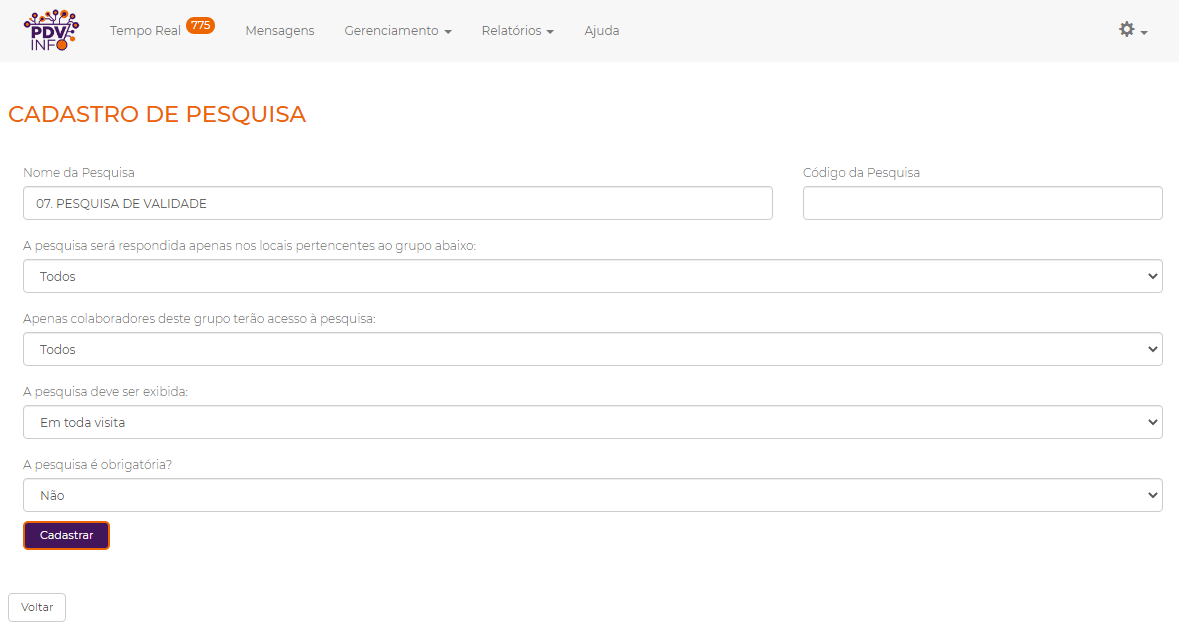 PDV
INFO
Tempo Real 775 Mensagens Gerenciamento Relatórios Ajuda
CADASTRO DE PESQUISA
Nome da Pesquisa Código da Pesquisa
07. PESQUISA DE VALIDADE
A pesquisa será respondida apenas nos locais pertencentes ao grupo abaixo:
Todos
Apenas colaboradores deste grupo terão acesso à pesquisa:
Todos
A pesquisa deve ser exibida:
Em toda visita
A pesquisa é obrigatória?
Não
Cadastrar
Voltar